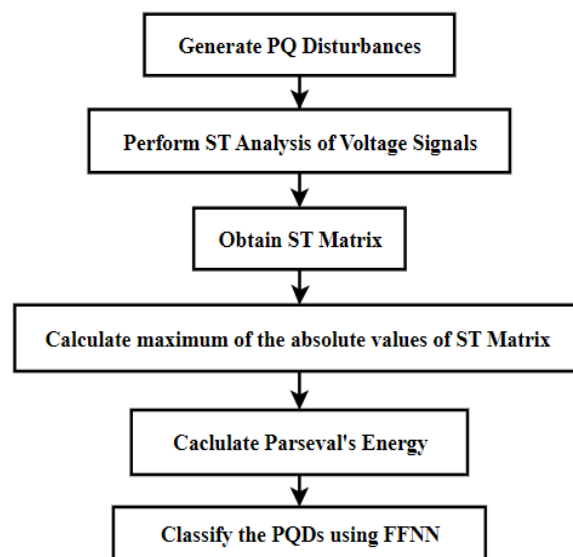 Generate PQ Disturbances
Perform ST Analysis of Voltage Signals
Obtain ST Matrix
Calculate maximum of the absolute values of ST Matrix
Caclulate Parseval's Energy
Classify the PQDs using FFNN